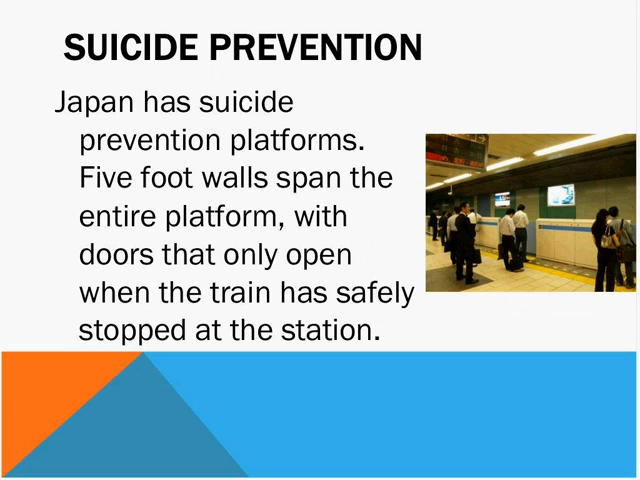 SUICIDE PREVENTION
Japan has suicide
prevention platforms.
Five foot walls span the
entire platform, with
doors that only open
when the train has safely
stopped at the station.